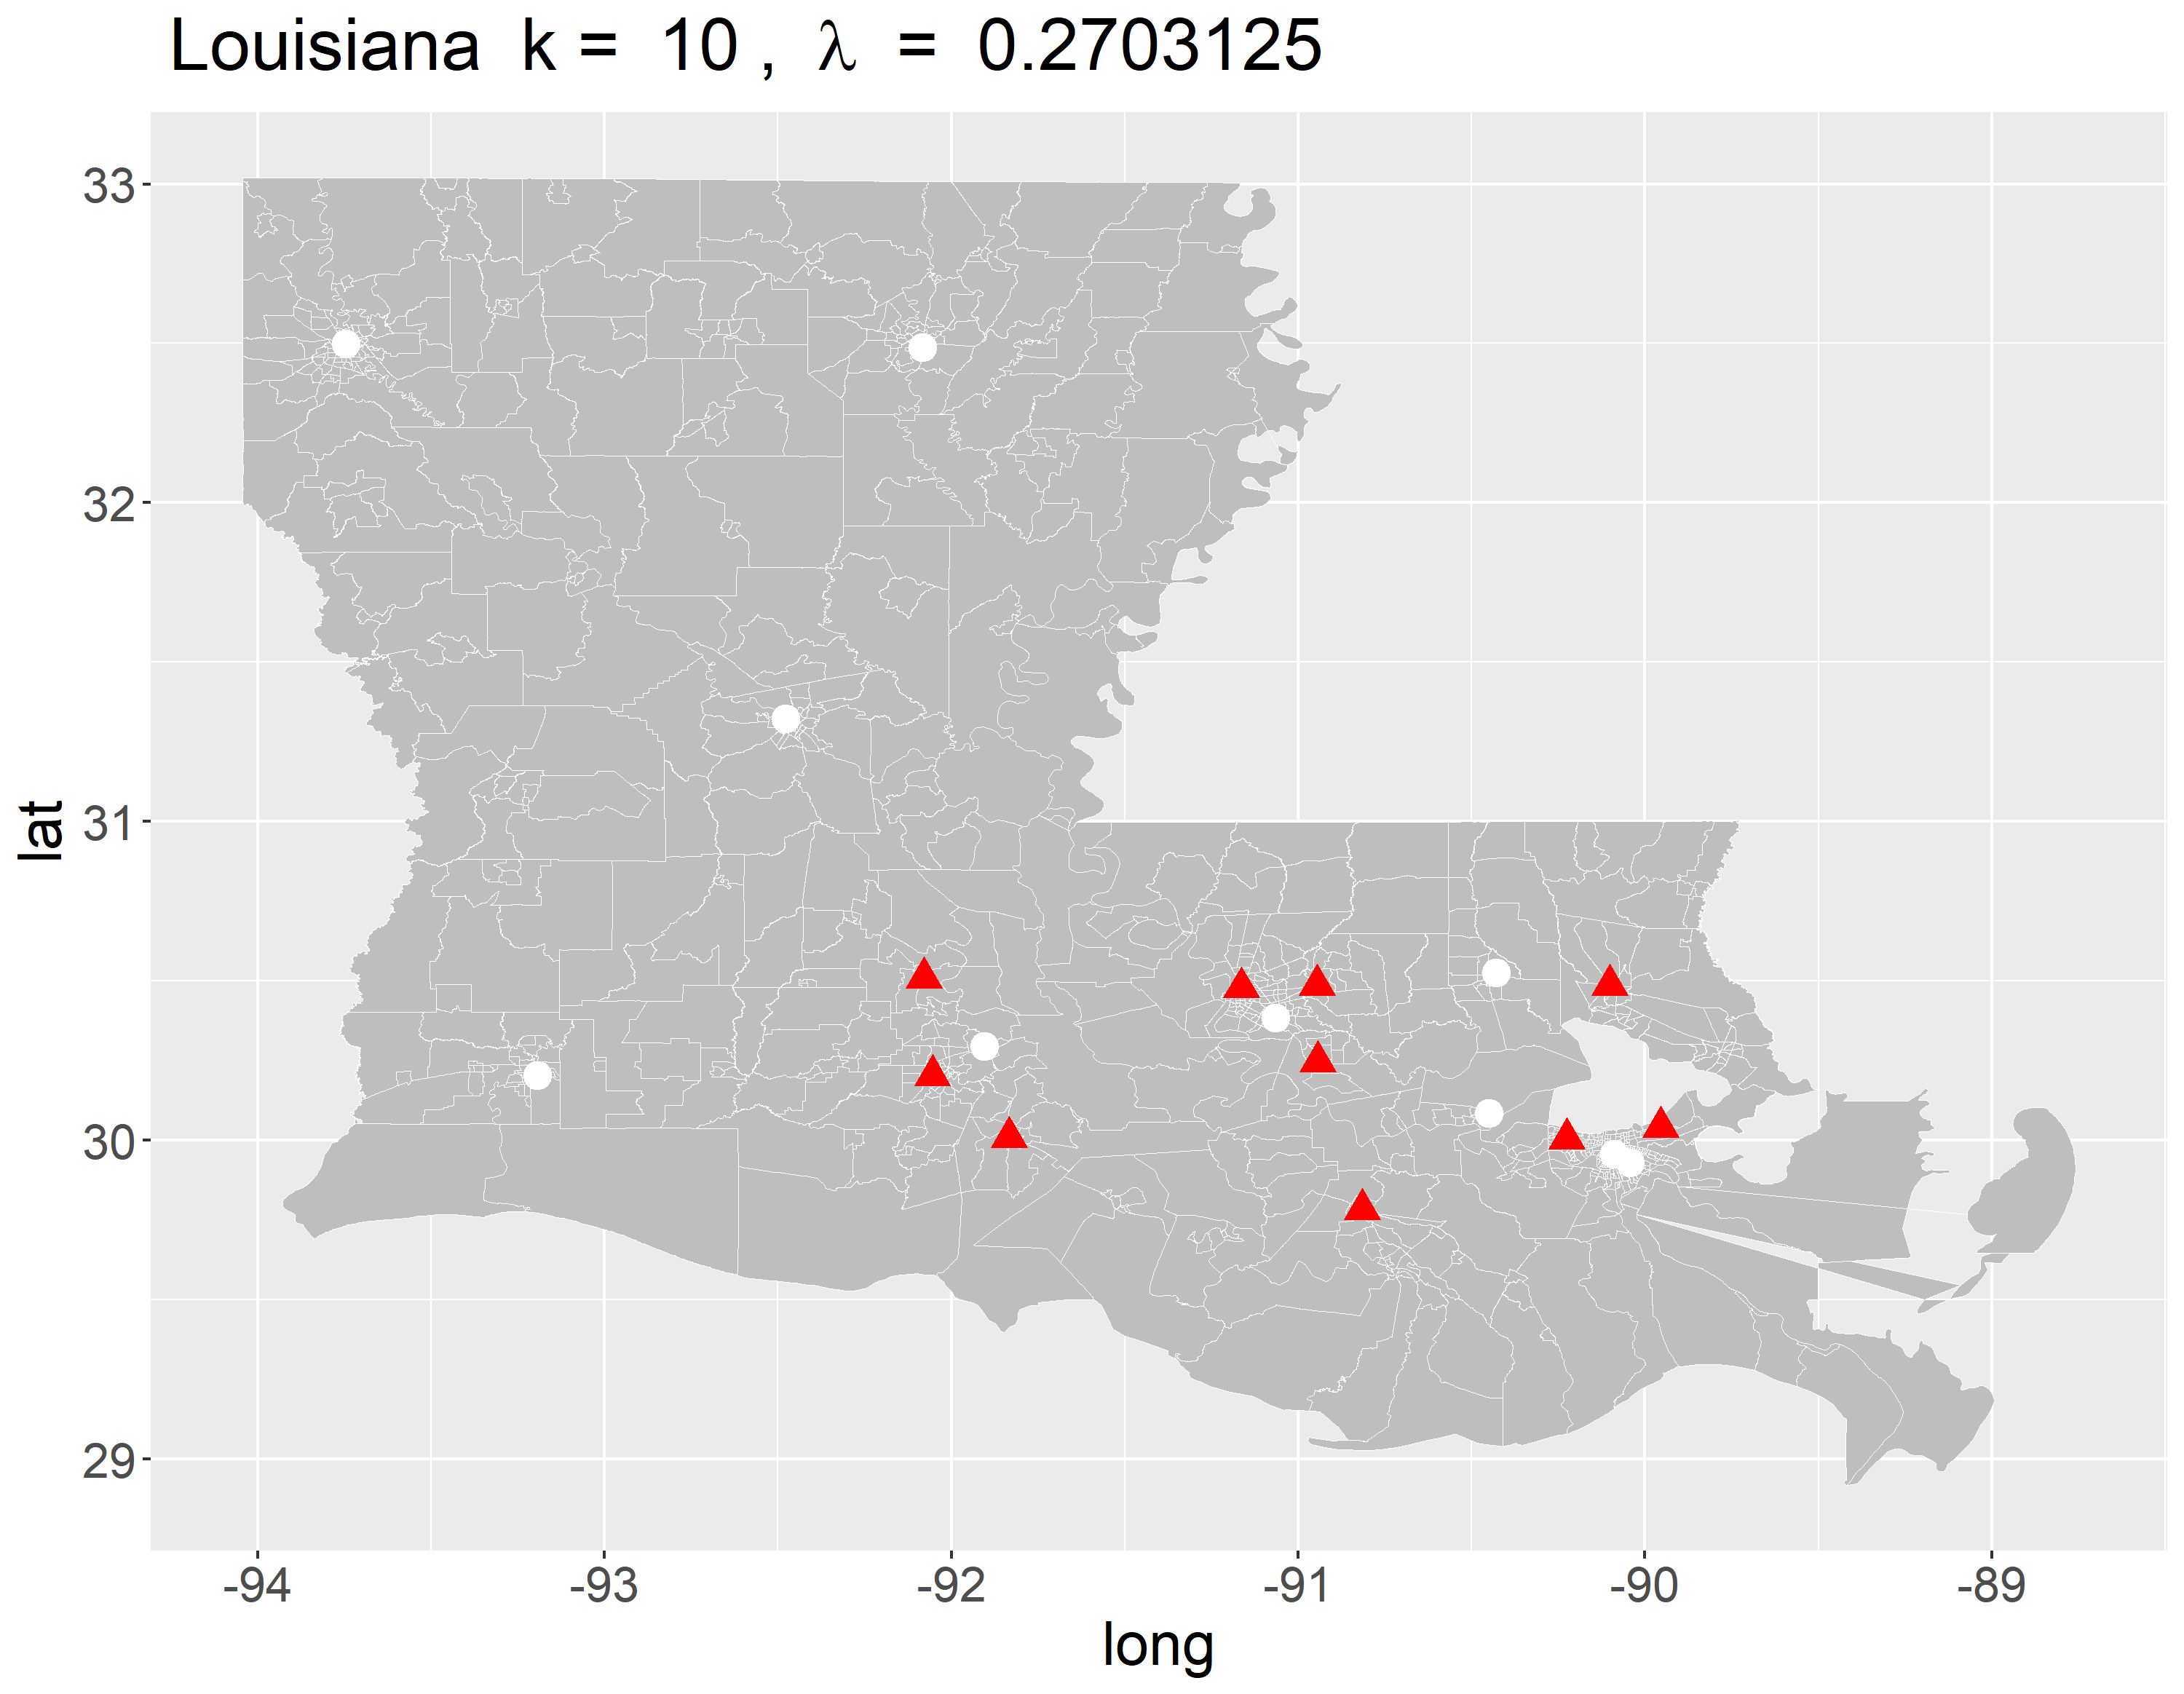 Louisiana k = 10 , λ = 0.2703125
33
32
31
30
29
lat
-94 -93 -92 -91 -90 -89
long